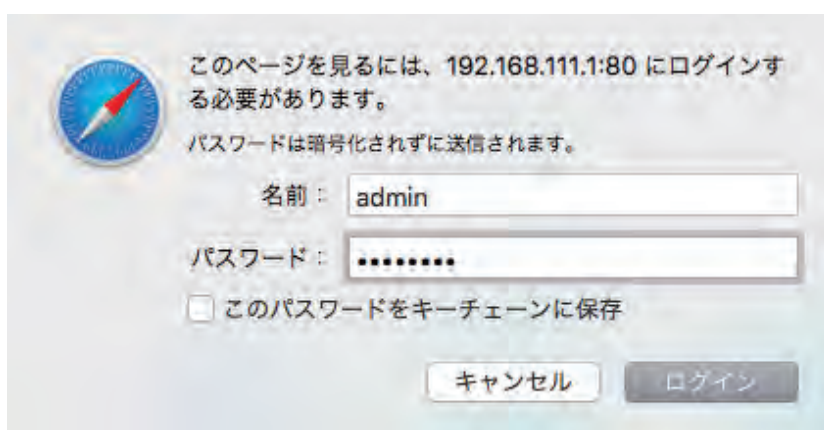 このページを見るには、192.168.111.1:80 にログインす
る必要があります。
パスワードは暗号化されずに送信されます。
名前： admin
パスワード： ••••••••
このパスワードをキーチェーンに保存
キャンセル ログイン